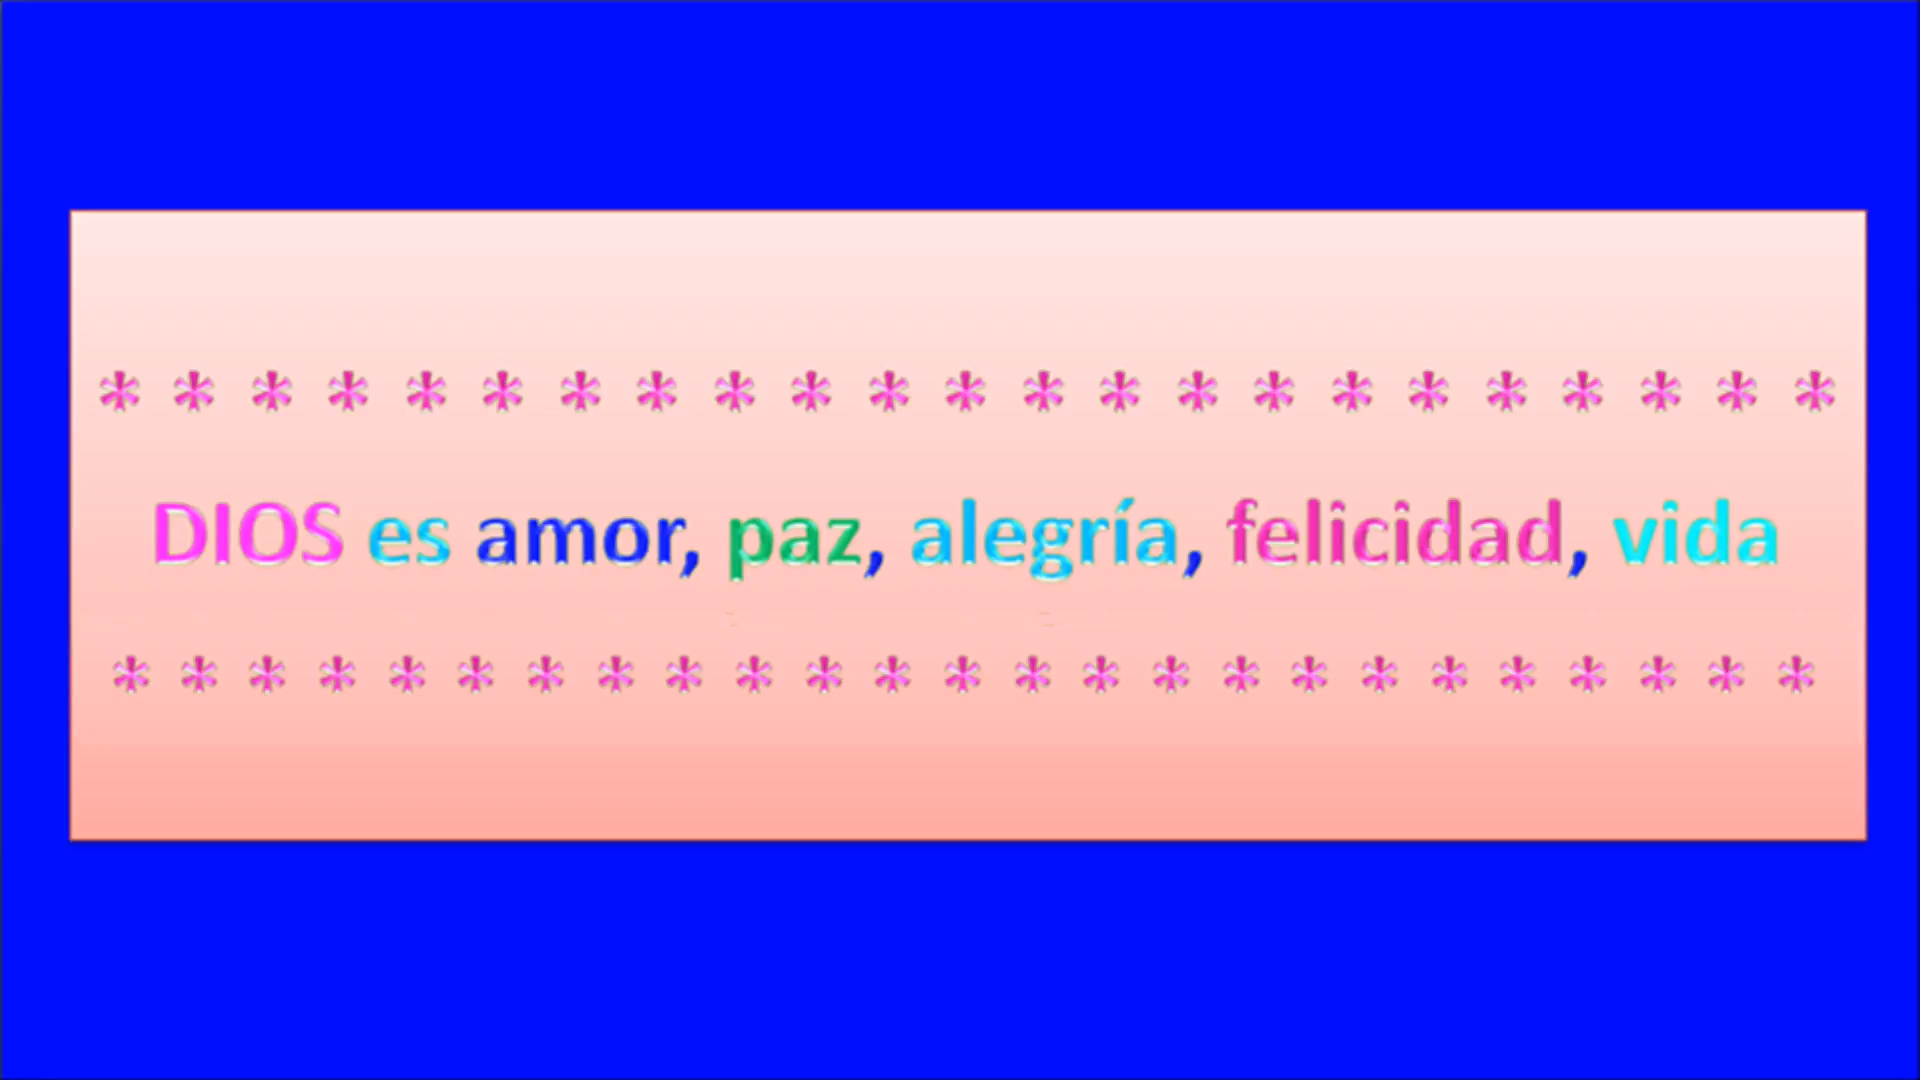 * * * * * * * * * * * * * * * * * * * * * * *
DIOS es amor, paz, alegría, felicidad, vida
* * * * * * * * * * * * * * * * * * * * * * * * *